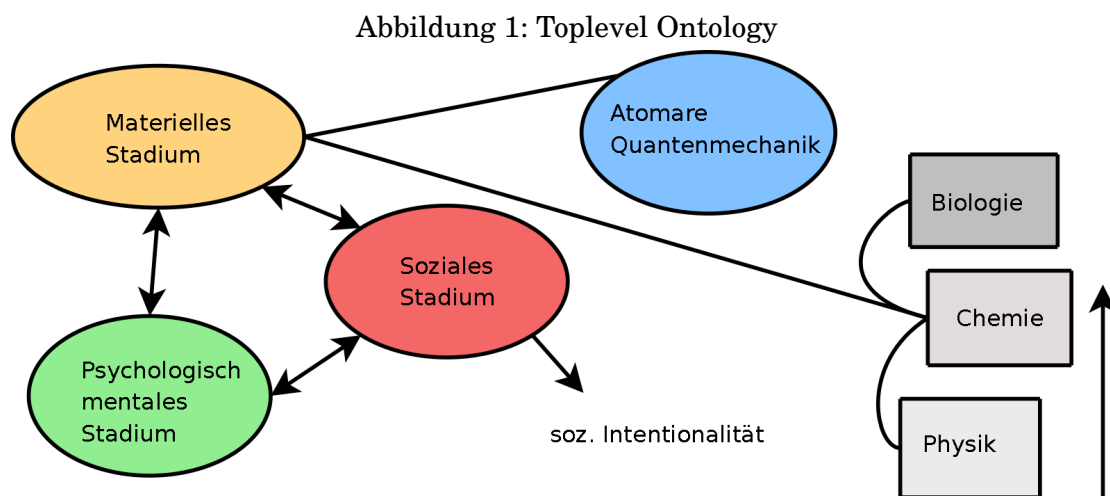 Abbildung 1: Toplevel Ontology
Materielles
Stadium
Atomare
Quantenmechanik
Biologie
Soziales
Stadium
Chemie
Psychologisch
mentales
Stadium
soz. Intentionalität
Physik